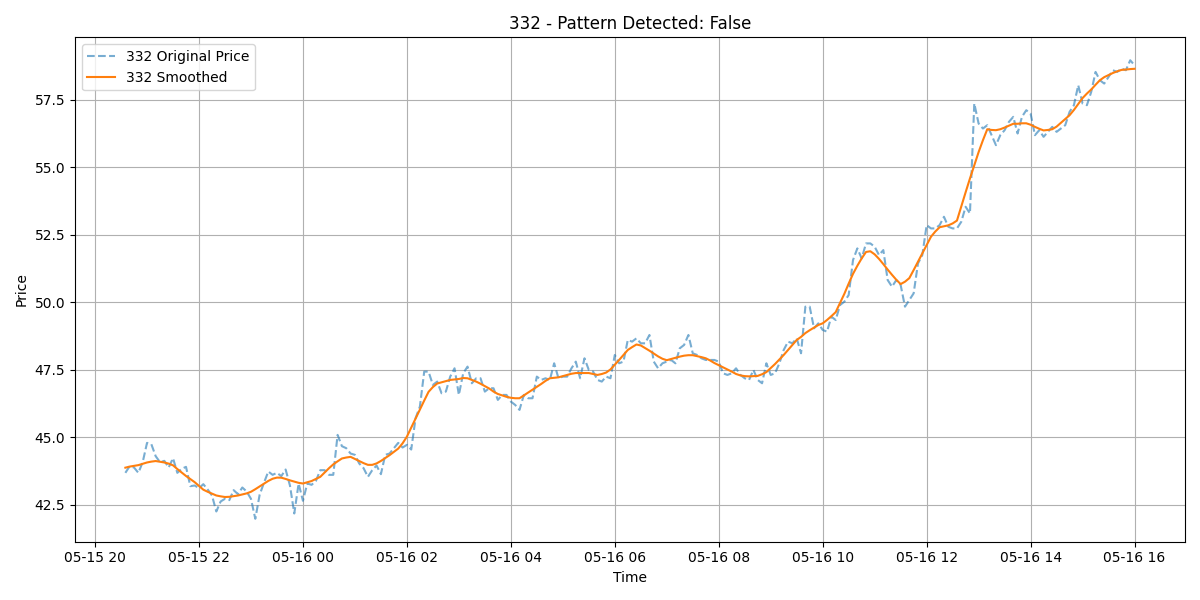 332 - Pattern Detected: False
332 Original Price
332 Smoothed
Price
57.5
55.0
52.5
50.0
47.5
45.0
42.5
05-15 20 05-15 22 05-16 00 05-16 02 05-16 04 05-16 06 05-16 08 05-16 10 05-16 12 05-16 14 05-16 16
Time